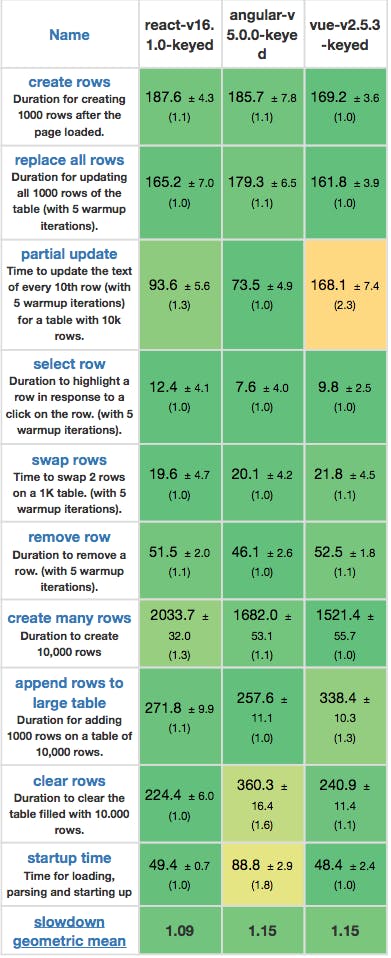 Name
react-v16.
1.0-keyed
angular-v
5.0.0-keye
d
vue-v2.5.3
-keyed
create rows
Duration for creating
1000 rows after the
page loaded.
187.6 ± 4.3
(1.1)
185.7 ± 7.8
(1.1)
169.2 ± 3.6
(1.0)
replace all rows
Duration for updating
all 1000 rows of the
table (with 5 warmup
iterations).
165.2 ± 7.0
(1.0)
179.3 ± 6.5
(1.1)
161.8 ± 3.9
(1.0)
partial update
Time to update the text
of every 10th row (with
5 warmup iterations)
for a table with 10k
rows.
93.6 ± 5.6
(1.3)
73.5 ± 4.9
(1.0)
168.1 ± 7.4
(2.3)
select row
Duration to highlight a
row in response to a
click on the row. (with 5
warmup iterations).
12.4 ± 4.1
(1.0)
7.6 ± 4.0
(1.0)
9.8 ± 2.5
(1.0)
swap rows
Time to swap 2 rows
on a 1K table. (with 5
warmup iterations).
19.6 ± 4.7
(1.0)
20.1 ± 4.2
(1.0)
21.8 ± 4.5
(1.1)
remove row
Duration to remove a
row. (with 5 warmup
iterations).
51.5 ± 2.0
(1.1)
46.1 ± 2.6
(1.0)
52.5 ± 1.8
(1.1)
create many rows
Duration to create
10,000 rows
2033.7 ±
32.0
(1.3)
1682.0 ±
53.1
(1.1)
1521.4 ±
55.7
(1.0)
append rows to
large table
Duration for adding
1000 rows on a table of
10,000 rows.
271.8 ± 9.9
(1.1)
257.6 ±
11.1
(1.0)
338.4 ±
10.3
(1.3)
clear rows
Duration to clear the
table filled with 10.000
rows.
224.4 ± 6.0
(1.0)
360.3 ±
16.4
(1.6)
240.9 ±
11.4
(1.1)
startup time
Time for loading,
parsing and starting up
49.4 ± 0.7
(1.0)
88.8 ± 2.9
(1.8)
48.4 ± 2.4
(1.0)
slowdown
geometric mean
1.09
1.15
1.15